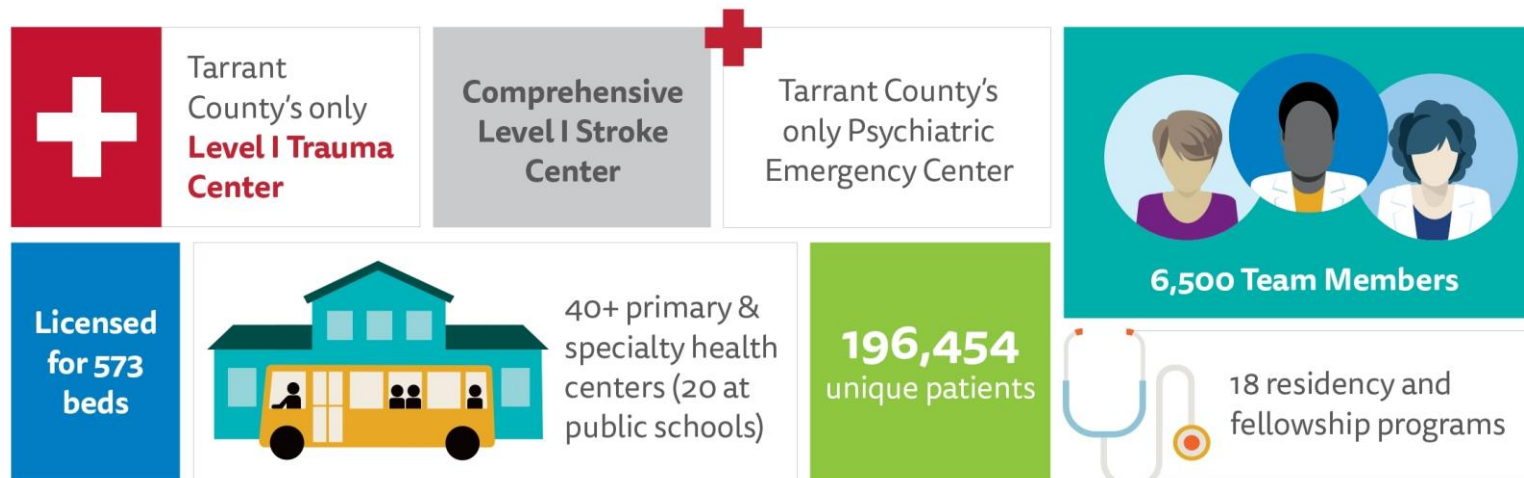 Tarrant
County's only
Level I Trauma
Center
Comprehensive
Level I Stroke
Center
Tarrant County's
only Psychiatric
Emergency Center
6,500 Team Members
Licensed
for 573
beds
40+ primary &
specialty health
centers (20 at
public schools)
196,454
unique patients
18 residency and
fellowship programs